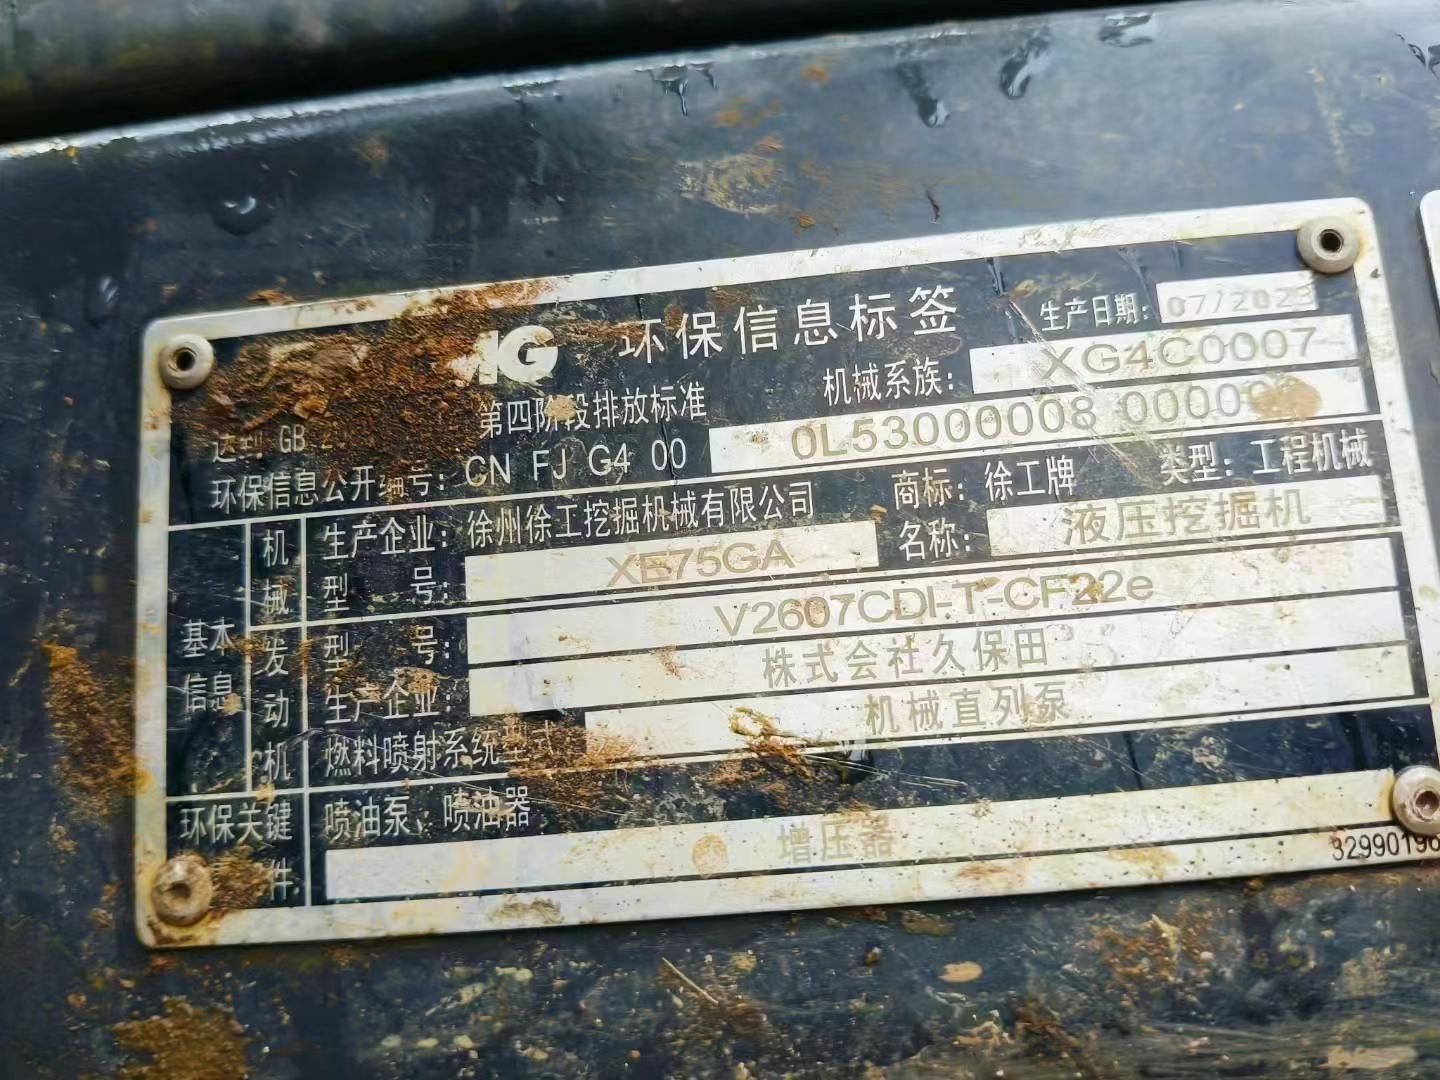 环保信息标签
生产日期: 07/2023
第四阶段排放标准
机械系族: XG4C0007
达到 GB
环保信息公开编号: CN FJ G4 00 0L53000008
基本信息
机械
生产企业: 徐州徐工挖掘机械有限公司
商标: 徐工牌
类型: 工程机械
型号: XE75GA
名称: 液压挖掘机
发动机
型号: V2607CDI-T-CF22e
生产企业: 株式会社久保田
燃料喷射系统型式 机械直列泵
环保关键件
喷油泵、喷油器
增压器